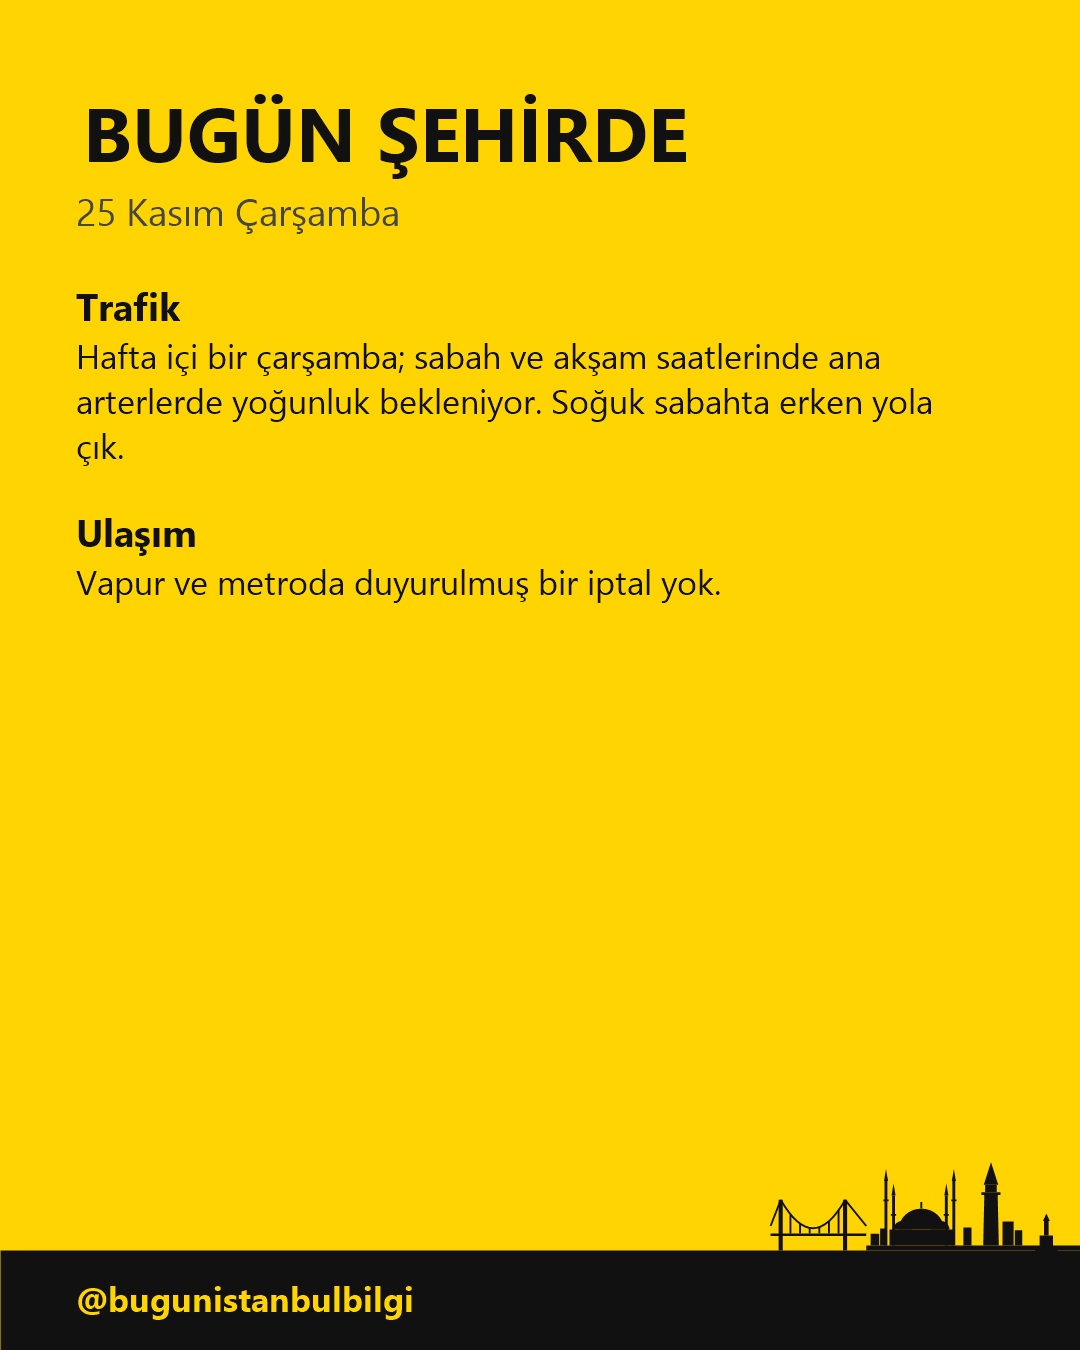 BUGÜN ŞEHİRDE
25 Kasım Çarşamba
Trafik
Hafta içi bir çarşamba; sabah ve akşam saatlerinde ana
arterlerde yoğunluk bekleniyor. Soğuk sabahta erken yola
çık.
Ulaşım
Vapur ve metroda duyurulmuş bir iptal yok.
@bugunistanbulbilgi